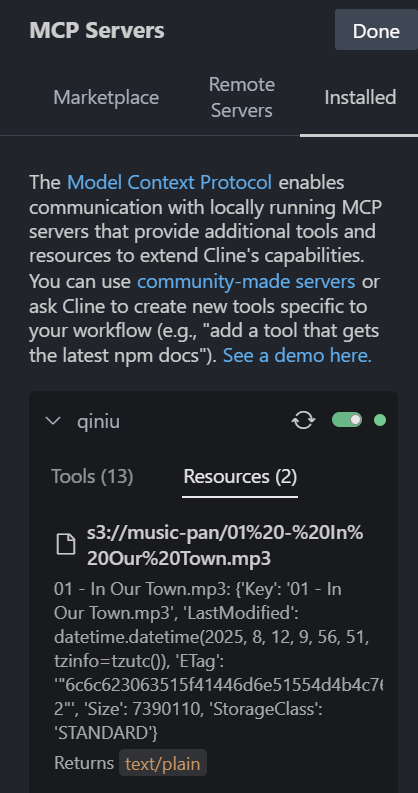 MCP Servers
Done
Marketplace
Remote
Servers
Installed
The Model Context Protocol enables
communication with locally running MCP
servers that provide additional tools and
resources to extend Cline's capabilities.
You can use community-made servers or
ask Cline to create new tools specific to
your workflow (e.g., "add a tool that gets
the latest npm docs"). See a demo here.
qiniu
Tools (13)
Resources (2)
s3://music-pan/01%20-%20In%
20Our%20Town.mp3
01 - In Our Town.mp3: {'Key': '01 - In
Our Town.mp3', 'LastModified':
datetime.datetime(2025, 8, 12, 9, 56, 51,
tzinfo=tzutc()), 'ETag':
'"6c6c623063515f41446d6e51554d4b4c76
2"', 'Size': 7390110, 'StorageClass':
'STANDARD'}
Returns text/plain